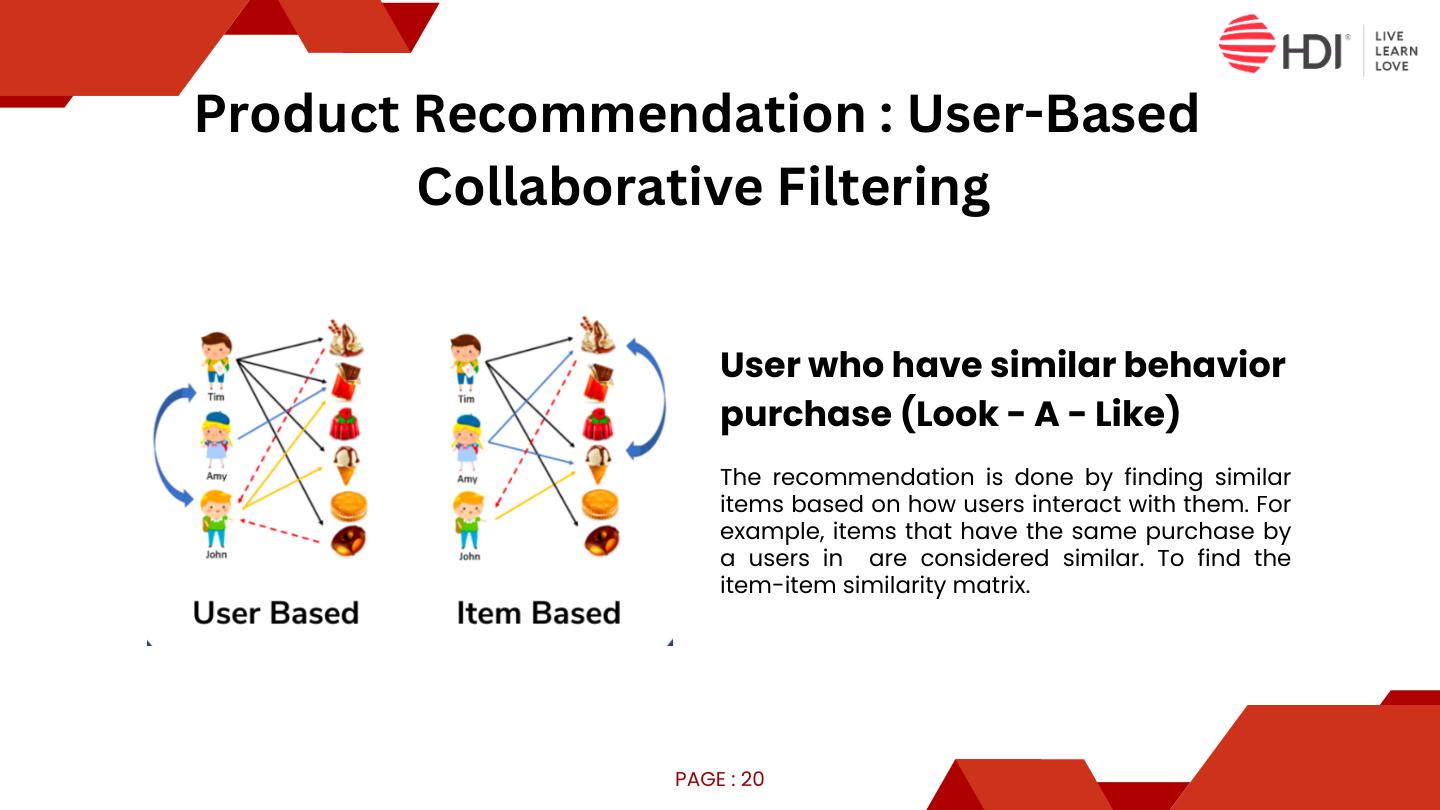 HDI®
LIVE
LEARN
LOVE
Product Recommendation : User-Based
Collaborative Filtering
Tim
Amy
John
User Based
Tim
Amy
John
Item Based
User who have similar behavior
purchase (Look - A - Like)
The recommendation is done by finding similar
items based on how users interact with them. For
example, items that have the same purchase by
a users in are considered similar. To find the
item-item similarity matrix.
PAGE : 20